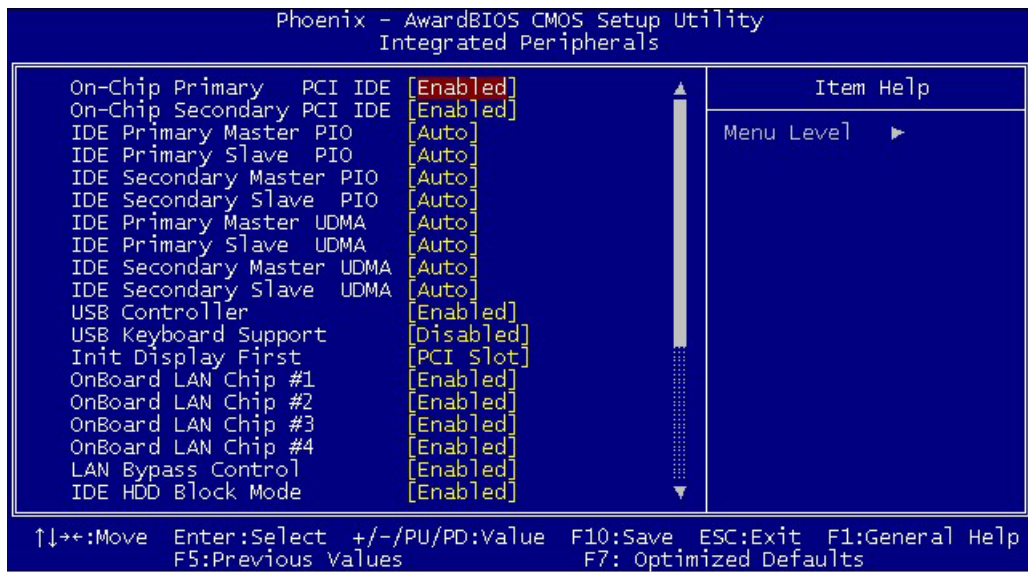 Phoenix - AwardBIOS CMOS Setup Utility
Integrated Peripherals
On-Chip Primary   PCI IDE [Enabled]
On-Chip Secondary PCI IDE [Enabled]
IDE Primary Master PIO [Auto]
IDE Primary Slave  PIO [Auto]
IDE Secondary Master PIO [Auto]
IDE Secondary Slave  PIO [Auto]
IDE Primary Master UDMA [Auto]
IDE Primary Slave  UDMA [Auto]
IDE Secondary Master UDMA [Auto]
IDE Secondary Slave  UDMA [Auto]
USB Controller [Enabled]
USB Keyboard Support [Disabled]
Init Display First [PCI Slot]
OnBoard LAN Chip #1 [Enabled]
OnBoard LAN Chip #2 [Enabled]
OnBoard LAN Chip #3 [Enabled]
OnBoard LAN Chip #4 [Enabled]
LAN Bypass Control [Enabled]
IDE HDD Block Mode [Enabled]
Item Help
Menu Level ►
↑↓→←:Move  Enter:Select  +/-/PU/PD:Value  F10:Save  ESC:Exit  F1:General Help
F5:Previous Values  F7: Optimized Defaults